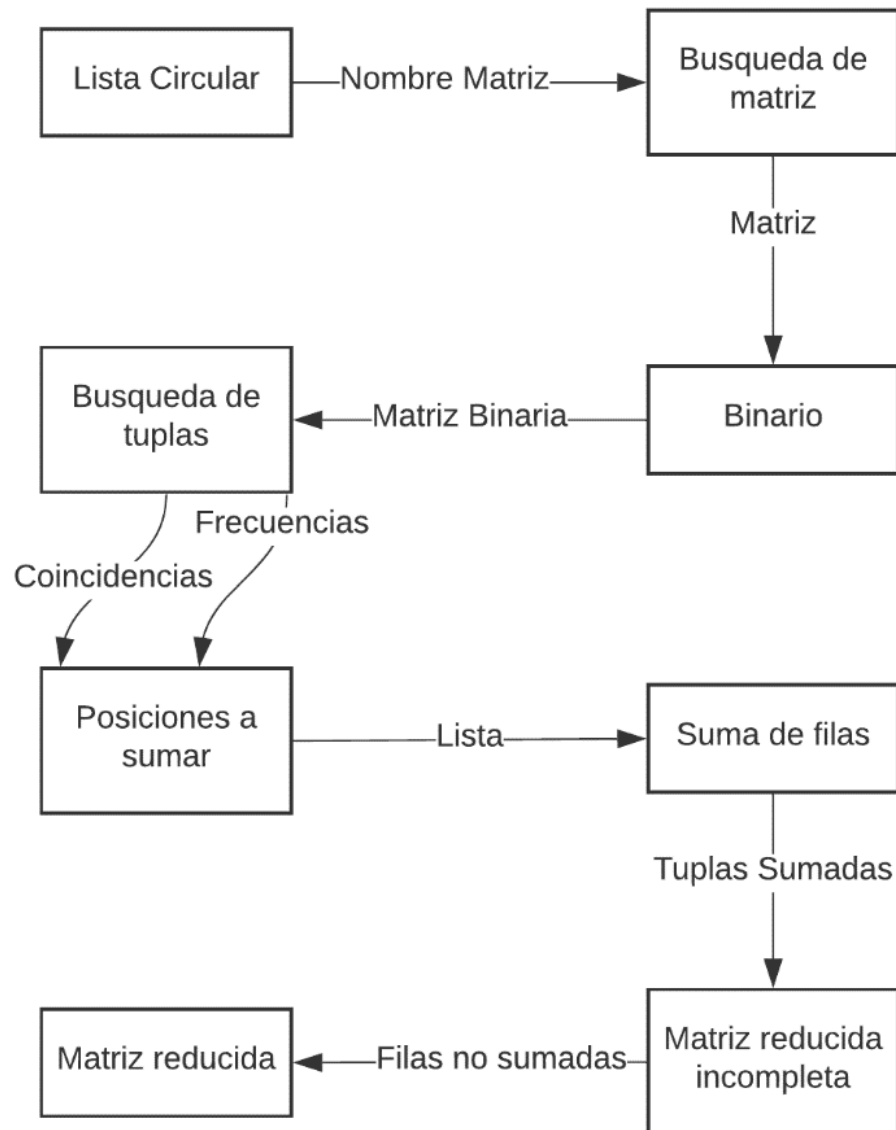 Lista Circular
Nombre Matriz
Busqueda de
matriz
Matriz
Busqueda de
tuplas
Matriz Binaria
Binario
Frecuencias
Coincidencias
Posiciones a
sumar
Lista
Suma de filas
Tuplas Sumadas
Matriz reducida
Filas no sumadas
Matriz reducida
incompleta